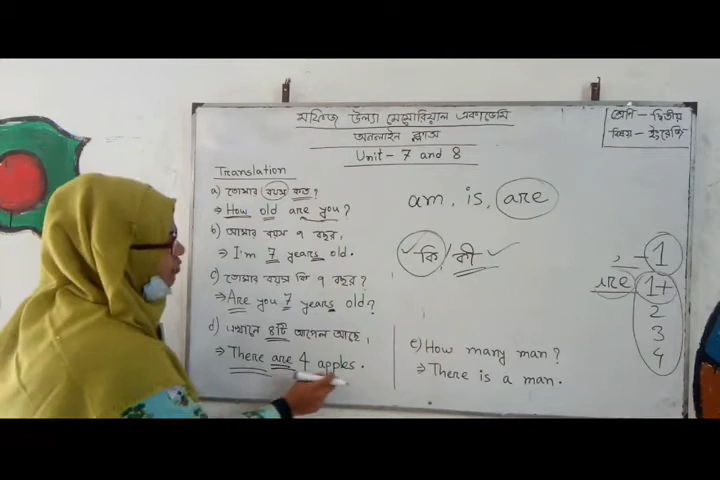 মফিজ উল্যা মেমোরিয়াল একাডেমি
অনলাইন ক্লাস
Unit - 7 and 8
শ্রেণি - দ্বিতীয়
বিষয় - ইংরেজি
Translation
a) তোমার বয়স কত?
⇒ How old are you?
b) আমার বয়স ৭ বছর,
⇒ I'm 7 years old.
c) তোমার বয়স কি ৭ বছর?
⇒ Are you 7 years old?
d) এখানে ৪টি আপেল আছে,
⇒ There are 4 apples.
am, is, are
কি / কী
e) How many man?
⇒ There is a man.
1
are 1+
2
3
4